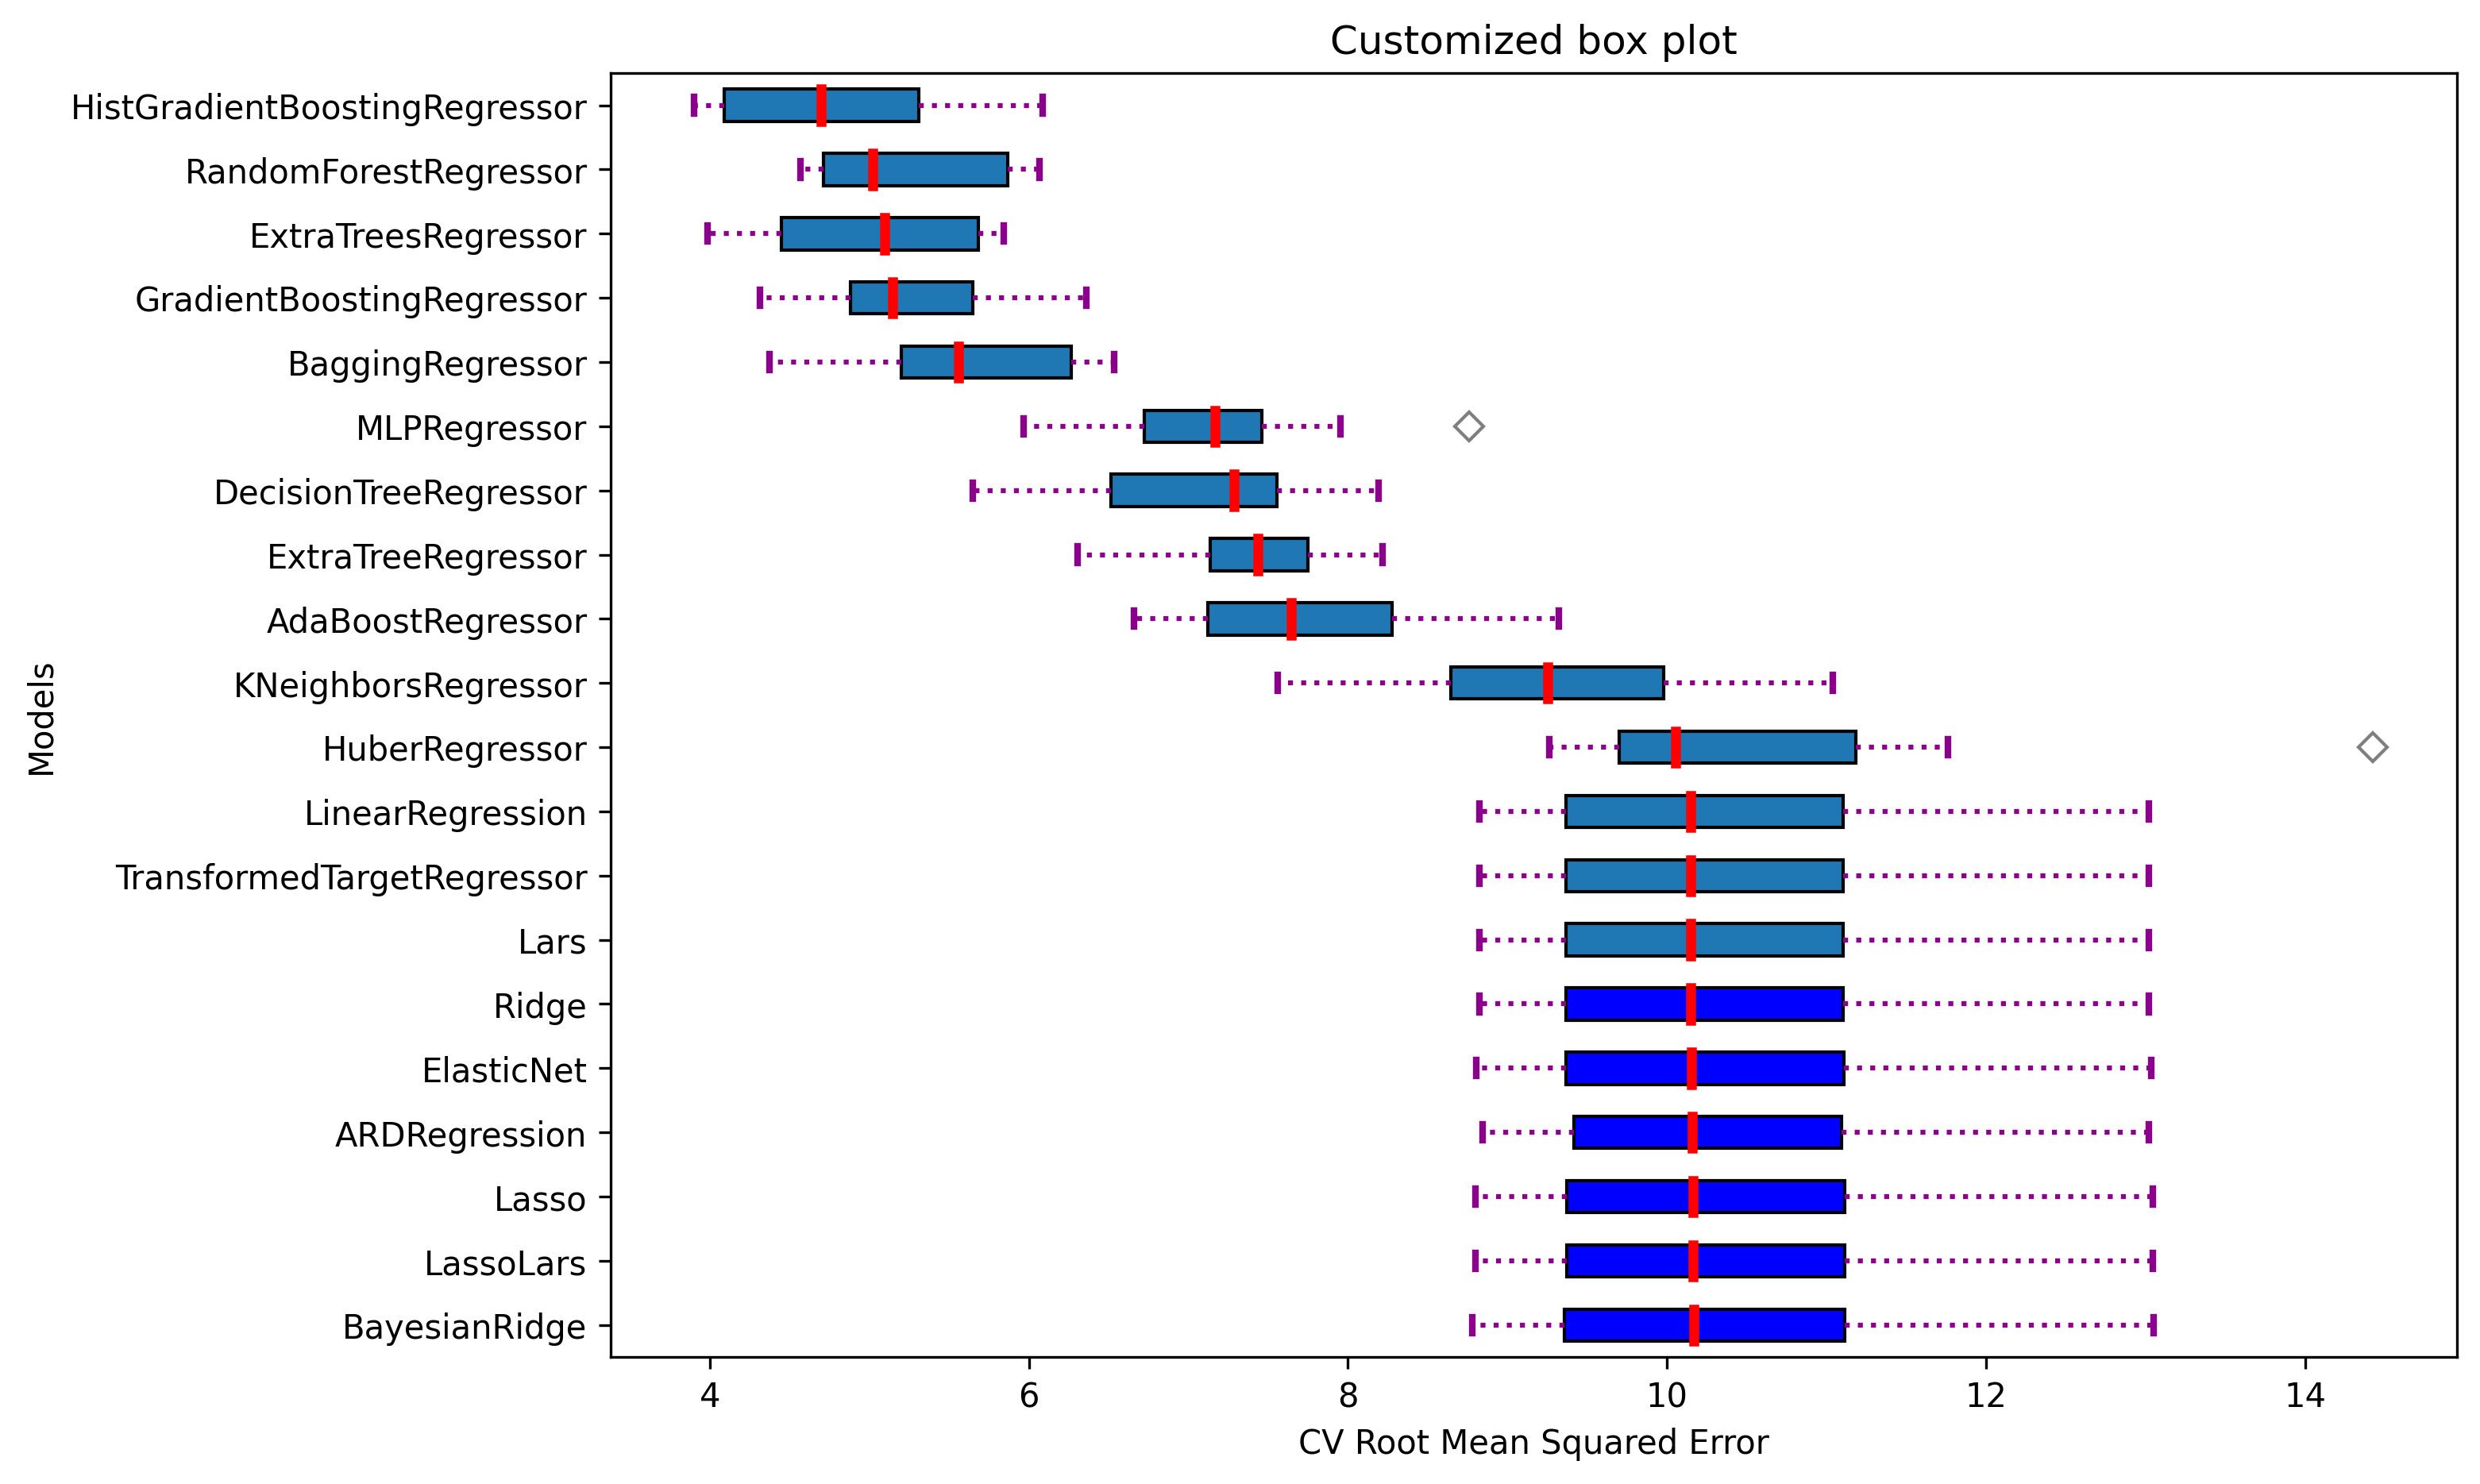 Customized box plot
HistGradientBoostingRegressor
RandomForestRegressor
ExtraTreesRegressor
GradientBoostingRegressor
BaggingRegressor
MLPRegressor
DecisionTreeRegressor
ExtraTreeRegressor
AdaBoostRegressor
KNeighborsRegressor
HuberRegressor
LinearRegression
TransformedTargetRegressor
Lars
Ridge
ElasticNet
ARDRegression
Lasso
LassoLars
BayesianRidge
Models
4 6 8 10 12 14
CV Root Mean Squared Error